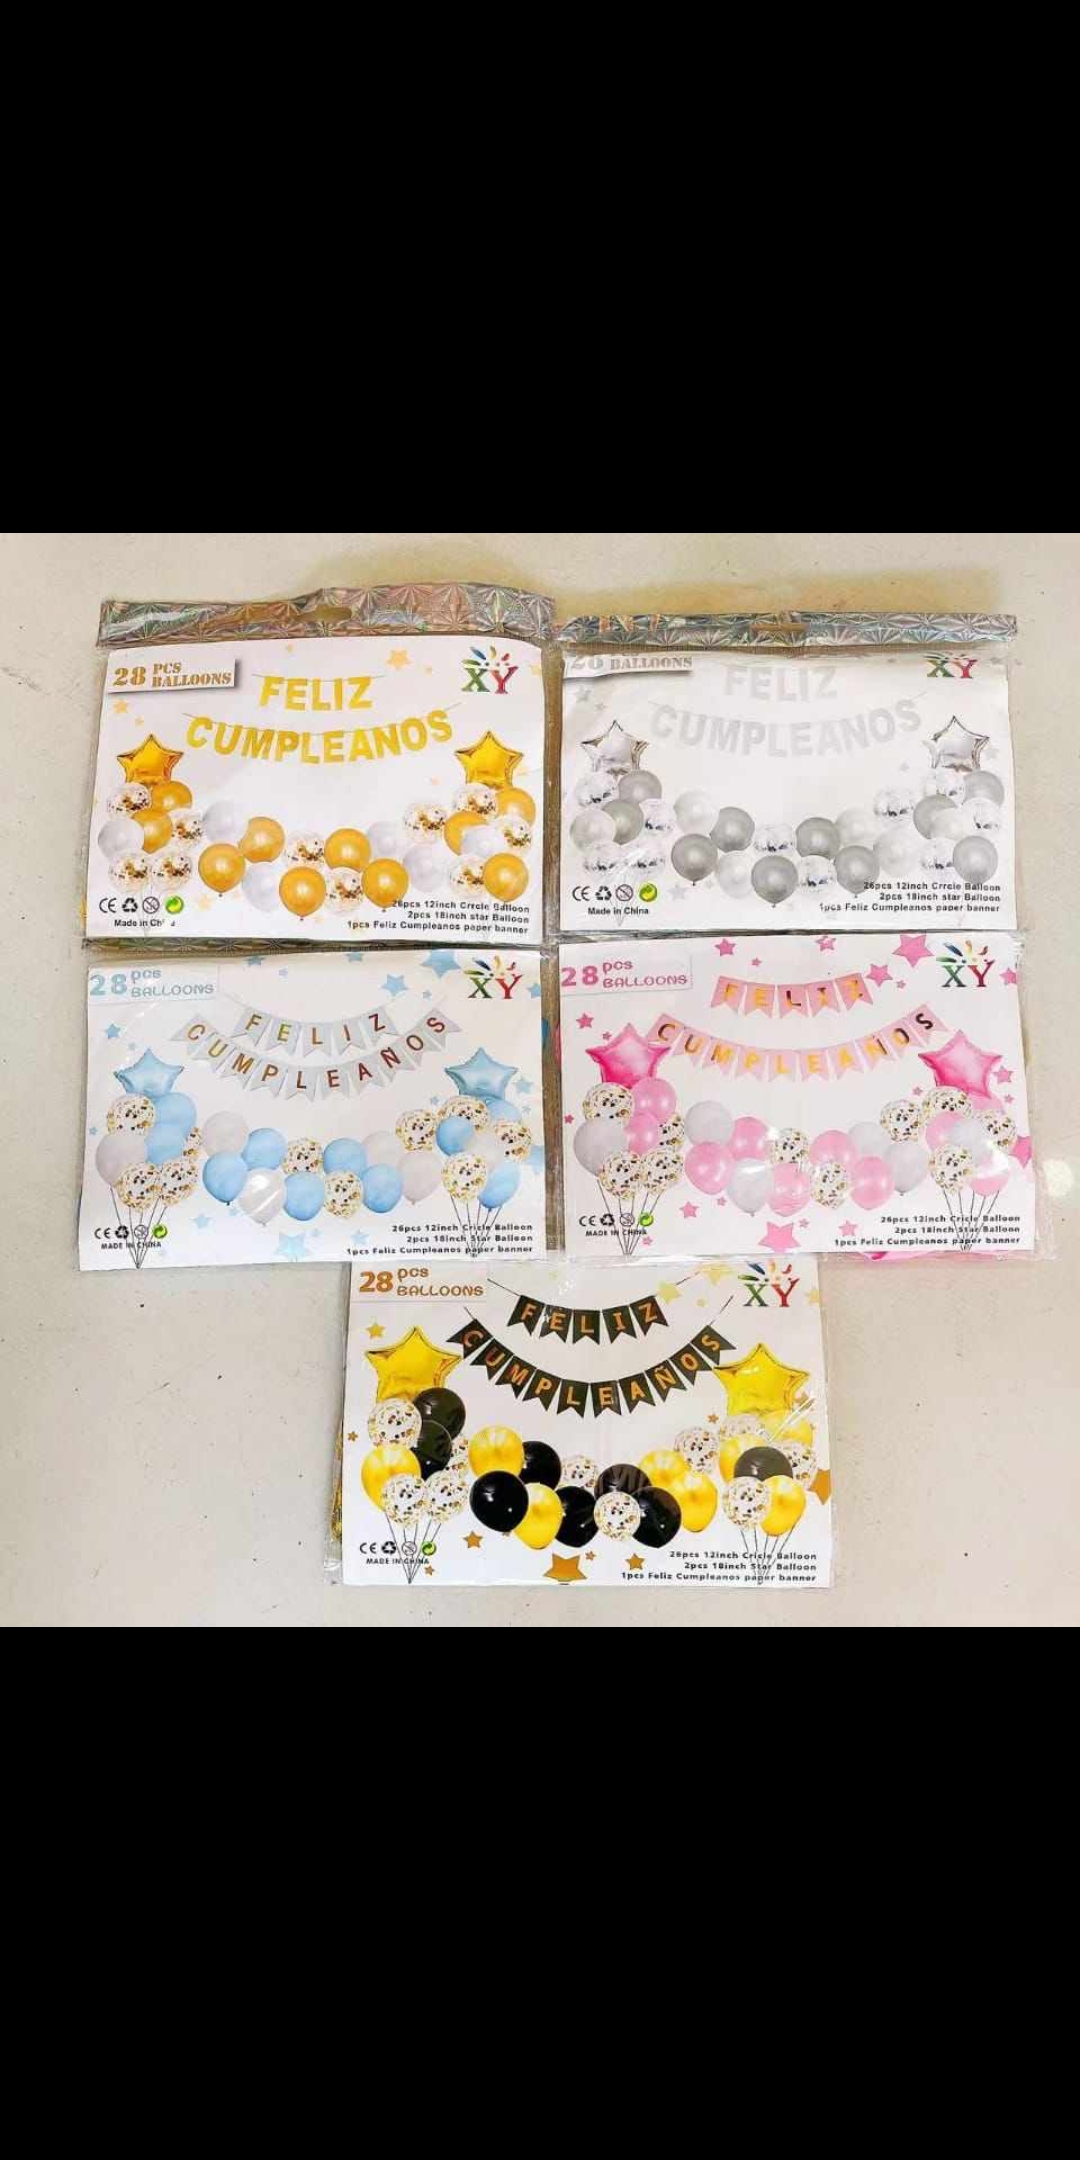 28 PCS
BALLOONS
XY
FELIZ
CUMPLEANOS
CE
Made in
26pcs 12inch Crrcle Balloon
2pcs 18inch star Balloon
1pcs Feliz Cumpleanos paper banner
BALLOONS
XY
FELIZ
CUMPLEANOS
CE
Made in China
26pcs 12inch Crrcle Balloon
2pcs 18inch star Balloon
1pcs Feliz Cumpleanos paper banner
28 pcs
BALLOONS
XY
FELIZ
CUMPLEAÑOS
CE
MADE IN CHINA
26pcs 12inch Cricle Balloon
2pcs 18inch Star Balloon
1pcs Feliz Cumpleanos paper banner
28 pcs
BALLOONS
XY
FELIZ
CUMPLEAÑOS
CE
MADE IN CHINA
26pcs 12inch Cricle Balloon
2pcs 18inch Star Balloon
1pcs Feliz Cumpleanos paper banner
28 pcs
BALLOONS
XY
FELIZ
CUMPLEAÑOS
CE
MADE IN CHINA
26pcs 12inch Cricle Balloon
2pcs 18inch Star Balloon
1pcs Feliz Cumpleanos paper banner